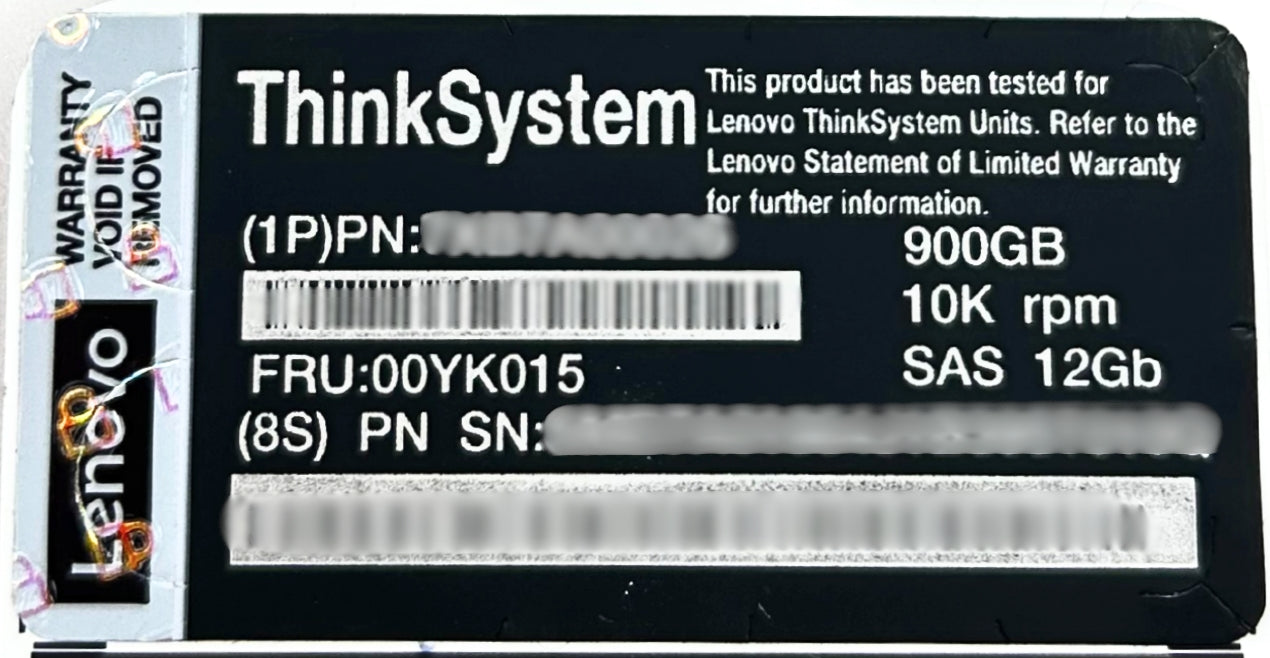 WARRANTY
VOID IF
REMOVED
Lenovo
ThinkSystem
This product has been tested for
Lenovo ThinkSystem Units. Refer to the
Lenovo Statement of Limited Warranty
for further information.
(1P)PN:
900GB
10K rpm
SAS 12Gb
FRU:00YK015
(8S) PN SN: